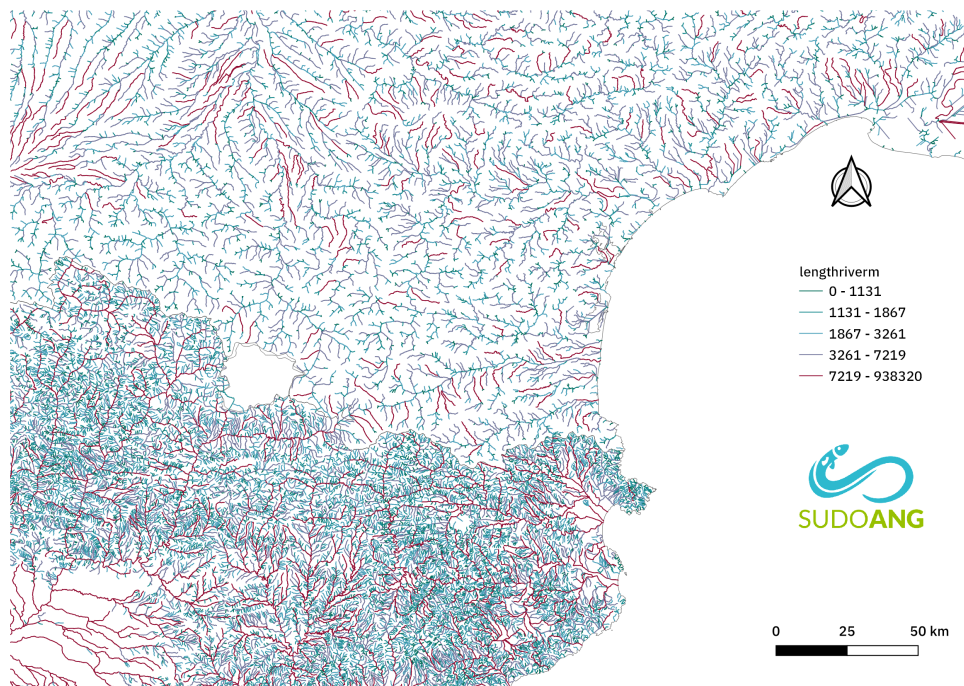 lengthriverm
0 - 1131
1131 - 1867
1867 - 3261
3261 - 7219
7219 - 938320
SUDOANG
0 25 50 km